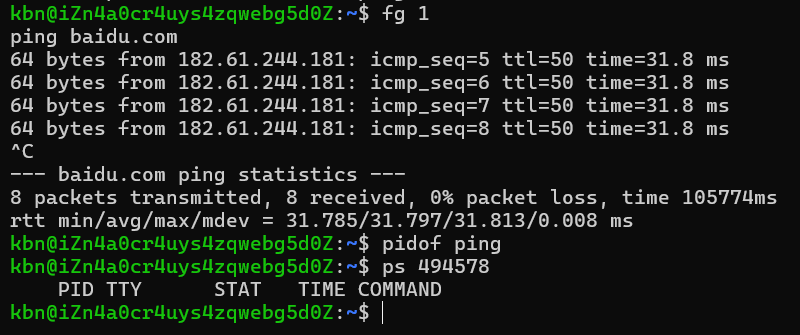 kbn@iZn4a0cr4uys4zqwebg5d0Z:~$ fg 1
ping baidu.com
64 bytes from 182.61.244.181: icmp_seq=5 ttl=50 time=31.8 ms
64 bytes from 182.61.244.181: icmp_seq=6 ttl=50 time=31.8 ms
64 bytes from 182.61.244.181: icmp_seq=7 ttl=50 time=31.8 ms
64 bytes from 182.61.244.181: icmp_seq=8 ttl=50 time=31.8 ms
^C
--- baidu.com ping statistics ---
8 packets transmitted, 8 received, 0% packet loss, time 105774ms
rtt min/avg/max/mdev = 31.785/31.797/31.813/0.008 ms
kbn@iZn4a0cr4uys4zqwebg5d0Z:~$ pidof ping
kbn@iZn4a0cr4uys4zqwebg5d0Z:~$ ps 494578
    PID TTY      STAT   TIME COMMAND
kbn@iZn4a0cr4uys4zqwebg5d0Z:~$